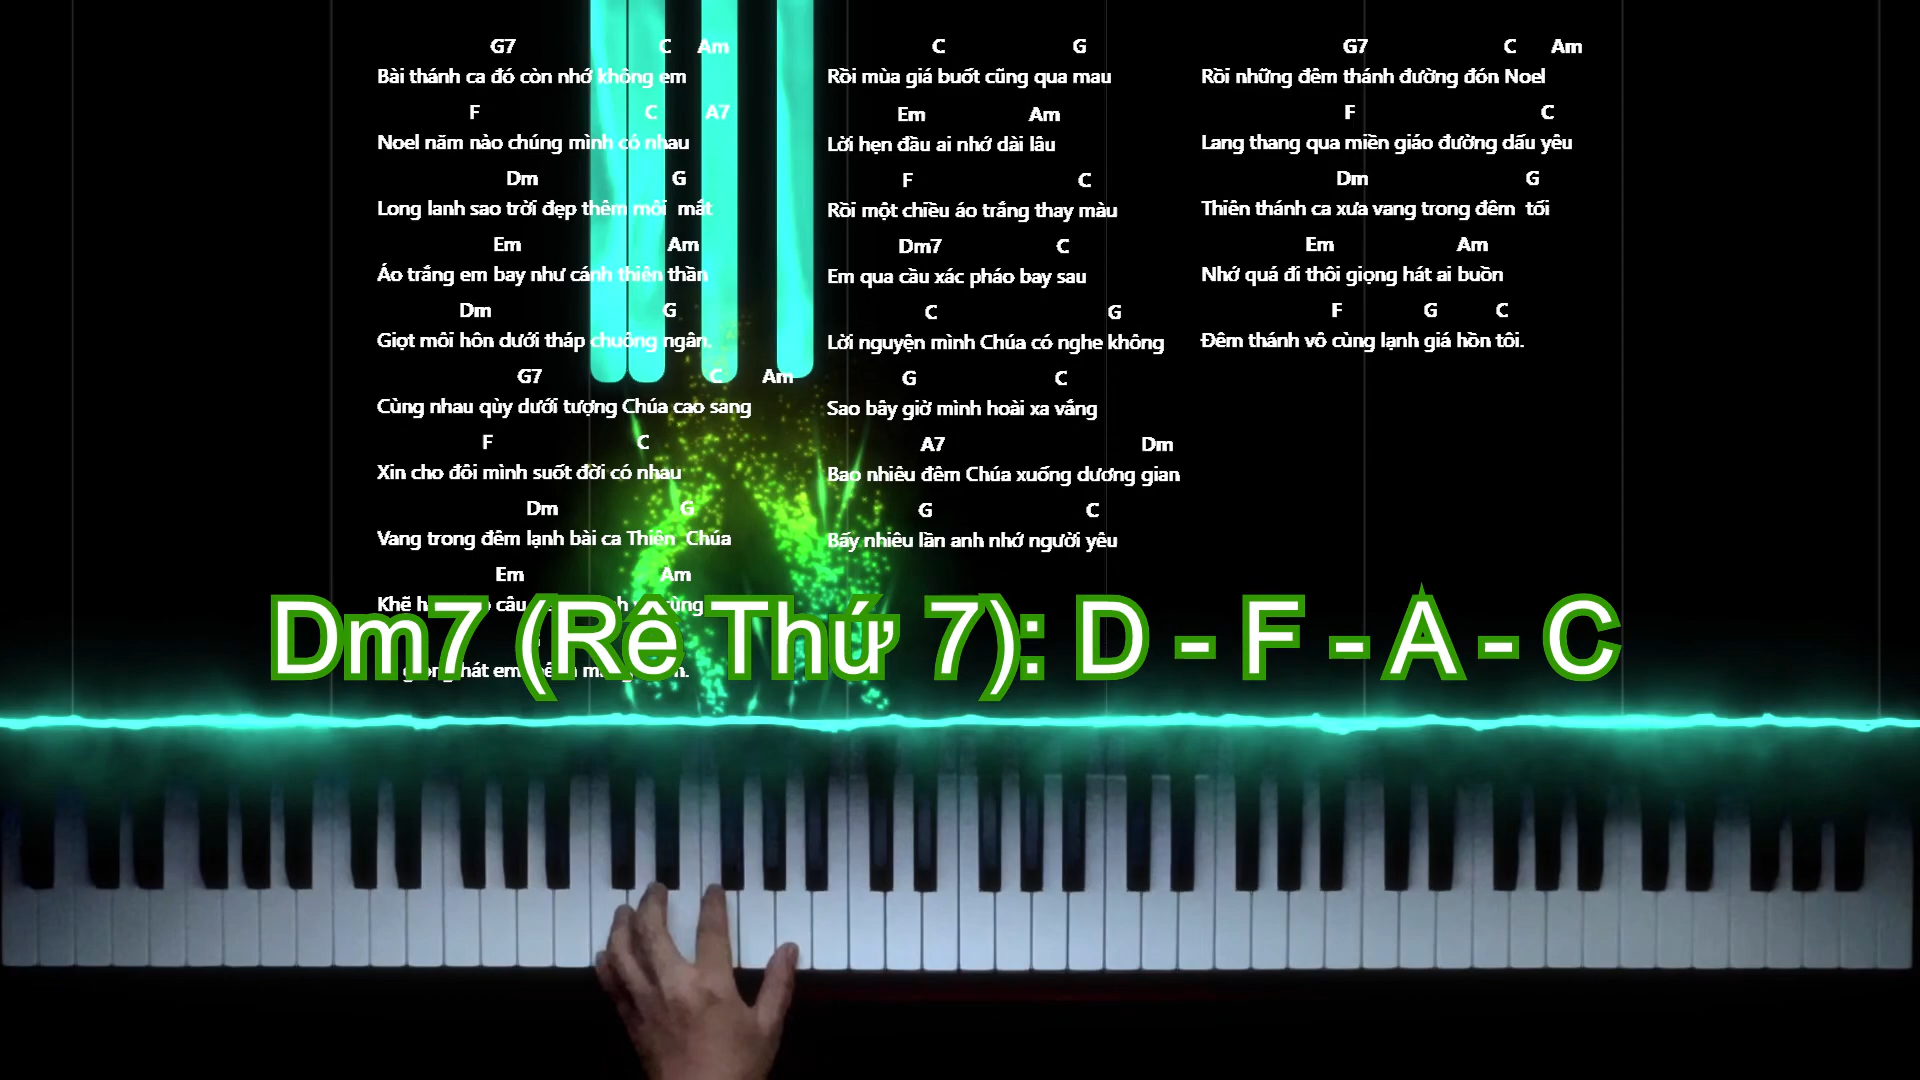 G7 C Am
Bài thánh ca đó còn nhớ không em
F C A7
Noel năm nào chúng mình có nhau
Dm G
Long lanh sao trời đẹp thêm môi mắt
Em Am
Áo trắng em bay như cánh thiên thần
Dm G
Giọt môi hôn dưới tháp chuông ngân.
G7 C Am
Cùng nhau qùy dưới tượng Chúa cao sang
F C
Xin cho đôi mình suốt đời có nhau
Dm G
Vang trong đêm lạnh bài ca Thiên Chúa
Em Am
Khẽ câu
hát em
C G
Rồi mùa giá buốt cũng qua mau
Em Am
Lời hẹn đầu ai nhớ dài lâu
F C
Rồi một chiều áo trắng thay màu
Dm7 C
Em qua cầu xác pháo bay sau
C G
Lời nguyện mình Chúa có nghe không
G C
Sao bây giờ mình hoài xa vắng
A7 Dm
Bao nhiêu đêm Chúa xuống dương gian
G C
Bấy nhiêu lần anh nhớ người yêu
G7 C Am
Rồi những đêm thánh đường đón Noel
F C
Lang thang qua miền giáo đường dấu yêu
Dm G
Thiên thánh ca xưa vang trong đêm tối
Em Am
Nhớ quá đi thôi giọng hát ai buồn
F G C
Đêm thánh vô cùng lạnh giá hồn tôi.
Dm7 (Rê Thứ 7): D - F - A - C